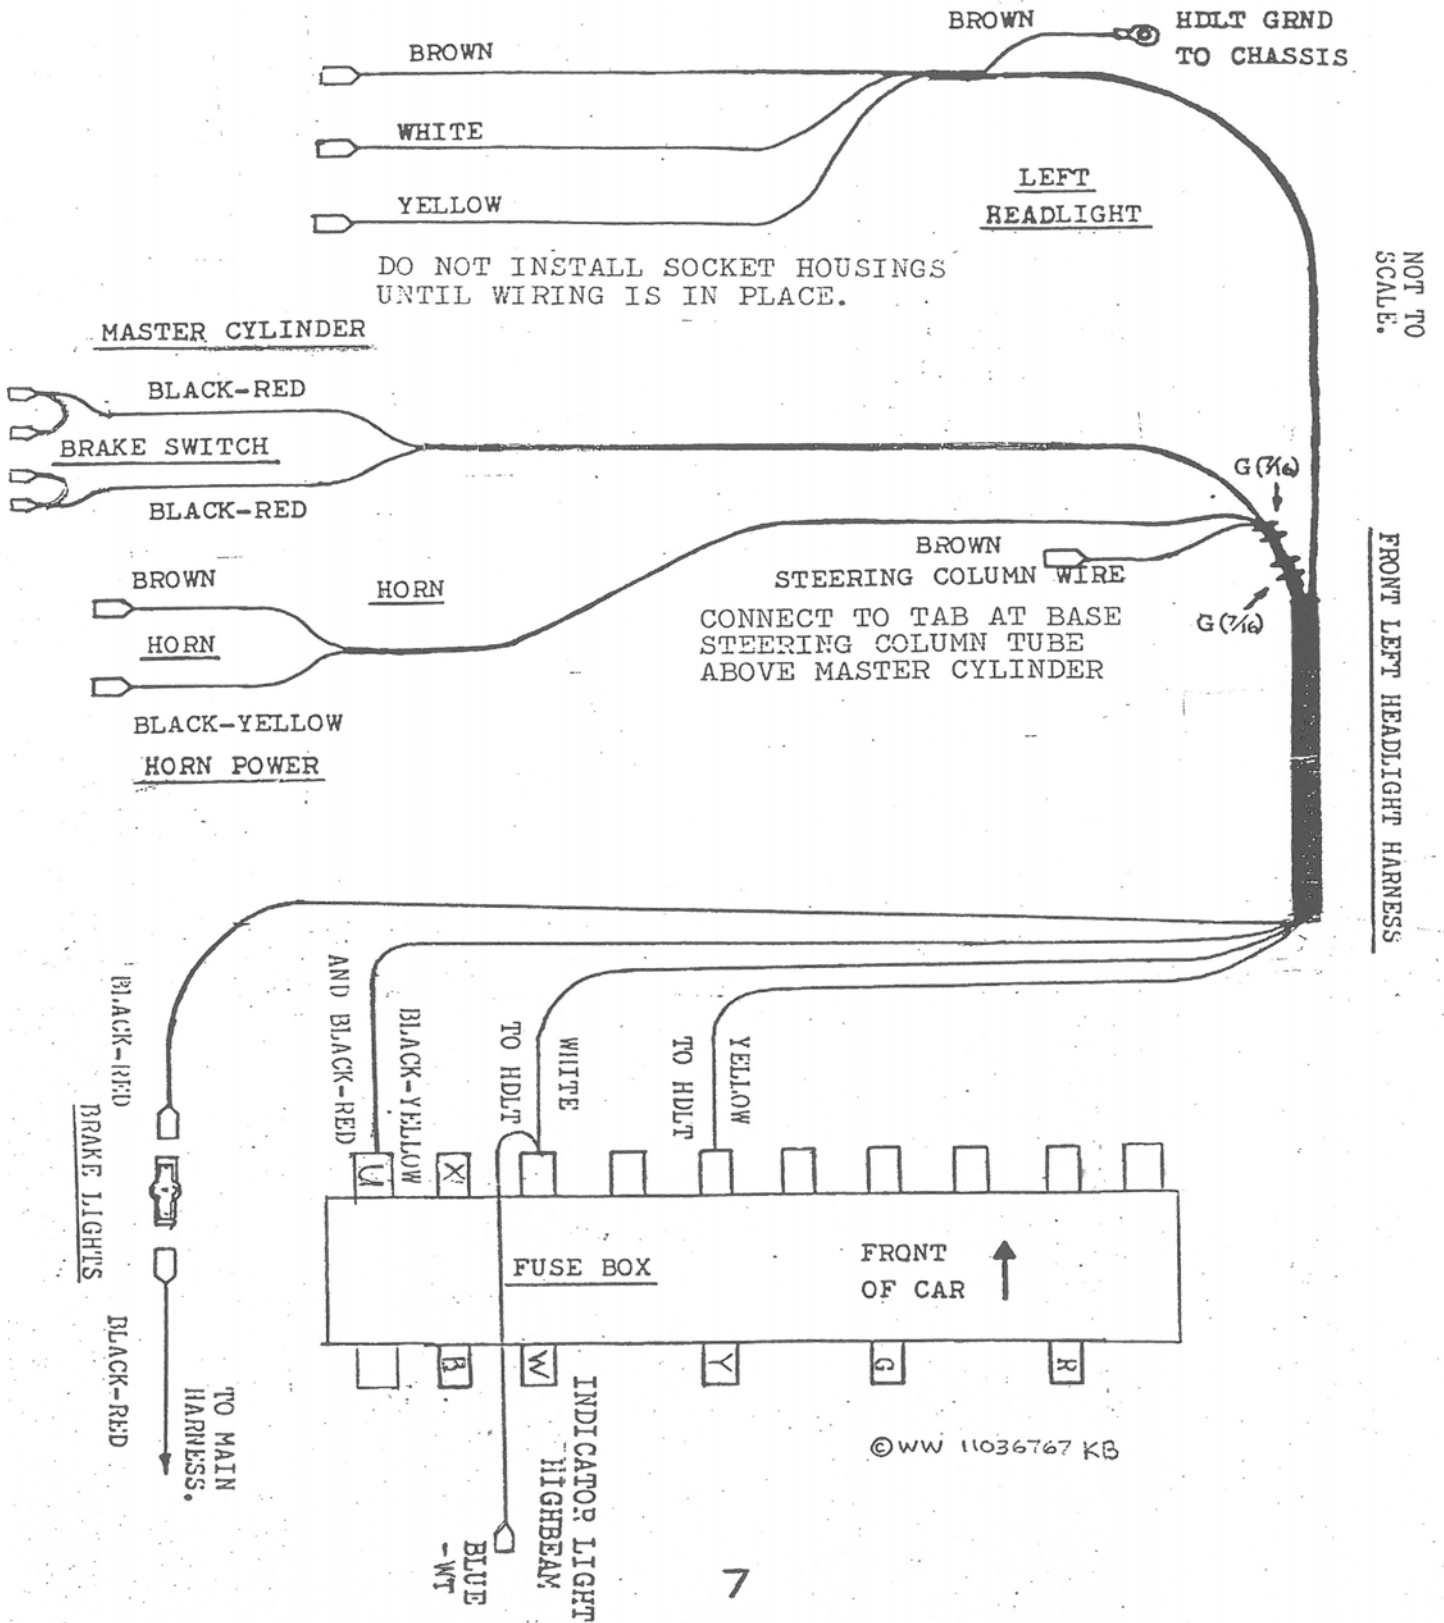 BROWN
HDLT GRND
TO CHASSIS
BROWN
WHITE
YELLOW
LEFT
HEADLIGHT
DO NOT INSTALL SOCKET HOUSINGS
UNTIL WIRING IS IN PLACE.
NOT TO
SCALE.
MASTER CYLINDER
BLACK-RED
BRAKE SWITCH
BLACK-RED
G (7/16)
BROWN
STEERING COLUMN WIRE
BROWN
HORN
HORN
G (7/16)
CONNECT TO TAB AT BASE
STEERING COLUMN TUBE
ABOVE MASTER CYLINDER
BLACK-YELLOW
HORN POWER
FRONT LEFT HEADLIGHT HARNESS
BLACK-RED
BRAKE LIGHTS
BLACK-YELLOW
AND BLACK-RED
WHITE
TO HDLT
YELLOW
TO HDLT
U
X
FUSE BOX
FRONT
OF CAR
B
W
Y
G
R
BLACK-RED
TO MAIN
HARNESS.
INDICATOR LIGHT
HIGHBEAM
BLUE
-WT
©WW 11036767 KB
7